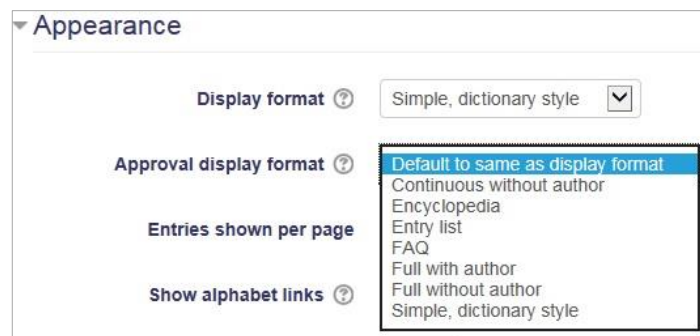 Appearance
Display format
Simple, dictionary style
Approval display format
Default to same as display format
Continuous without author
Encyclopedia
Entry list
FAQ
Full with author
Full without author
Simple, dictionary style
Entries shown per page
Show alphabet links